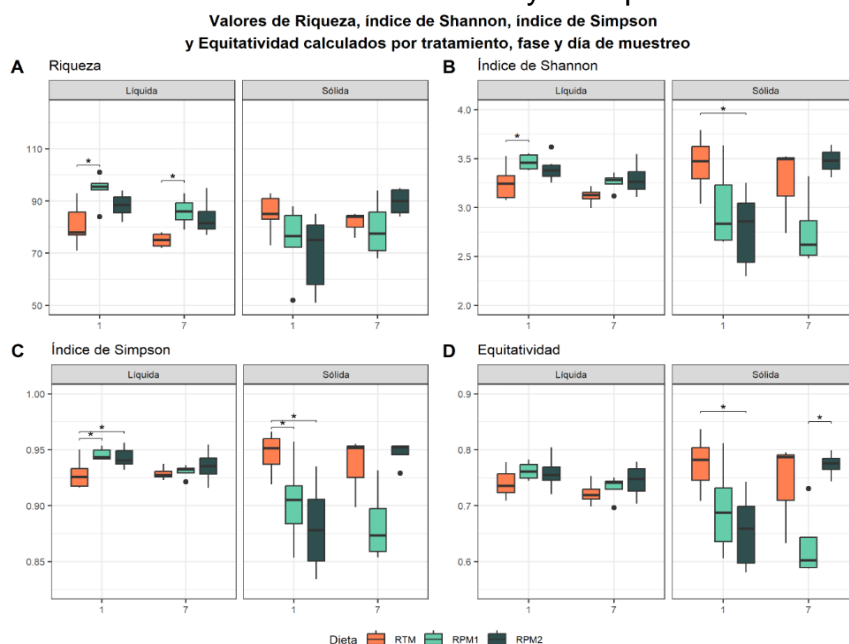 Valores de Riqueza, índice de Shannon, índice de Simpson
y Equitatividad calculados por tratamiento, fase y día de muestreo
A Riqueza
Líquida Sólida
110
90
70
50
* *
1 7 1 7
B Índice de Shannon
Líquida Sólida
4.0
3.5
3.0
2.5
2.0
* *
1 7 1 7
C Índice de Simpson
Líquida Sólida
1.00
0.95
0.90
0.85
* * * *
1 7 1 7
D Equitatividad
Líquida Sólida
0.9
0.8
0.7
0.6
* *
1 7 1 7
Dieta RTM RPM1 RPM2